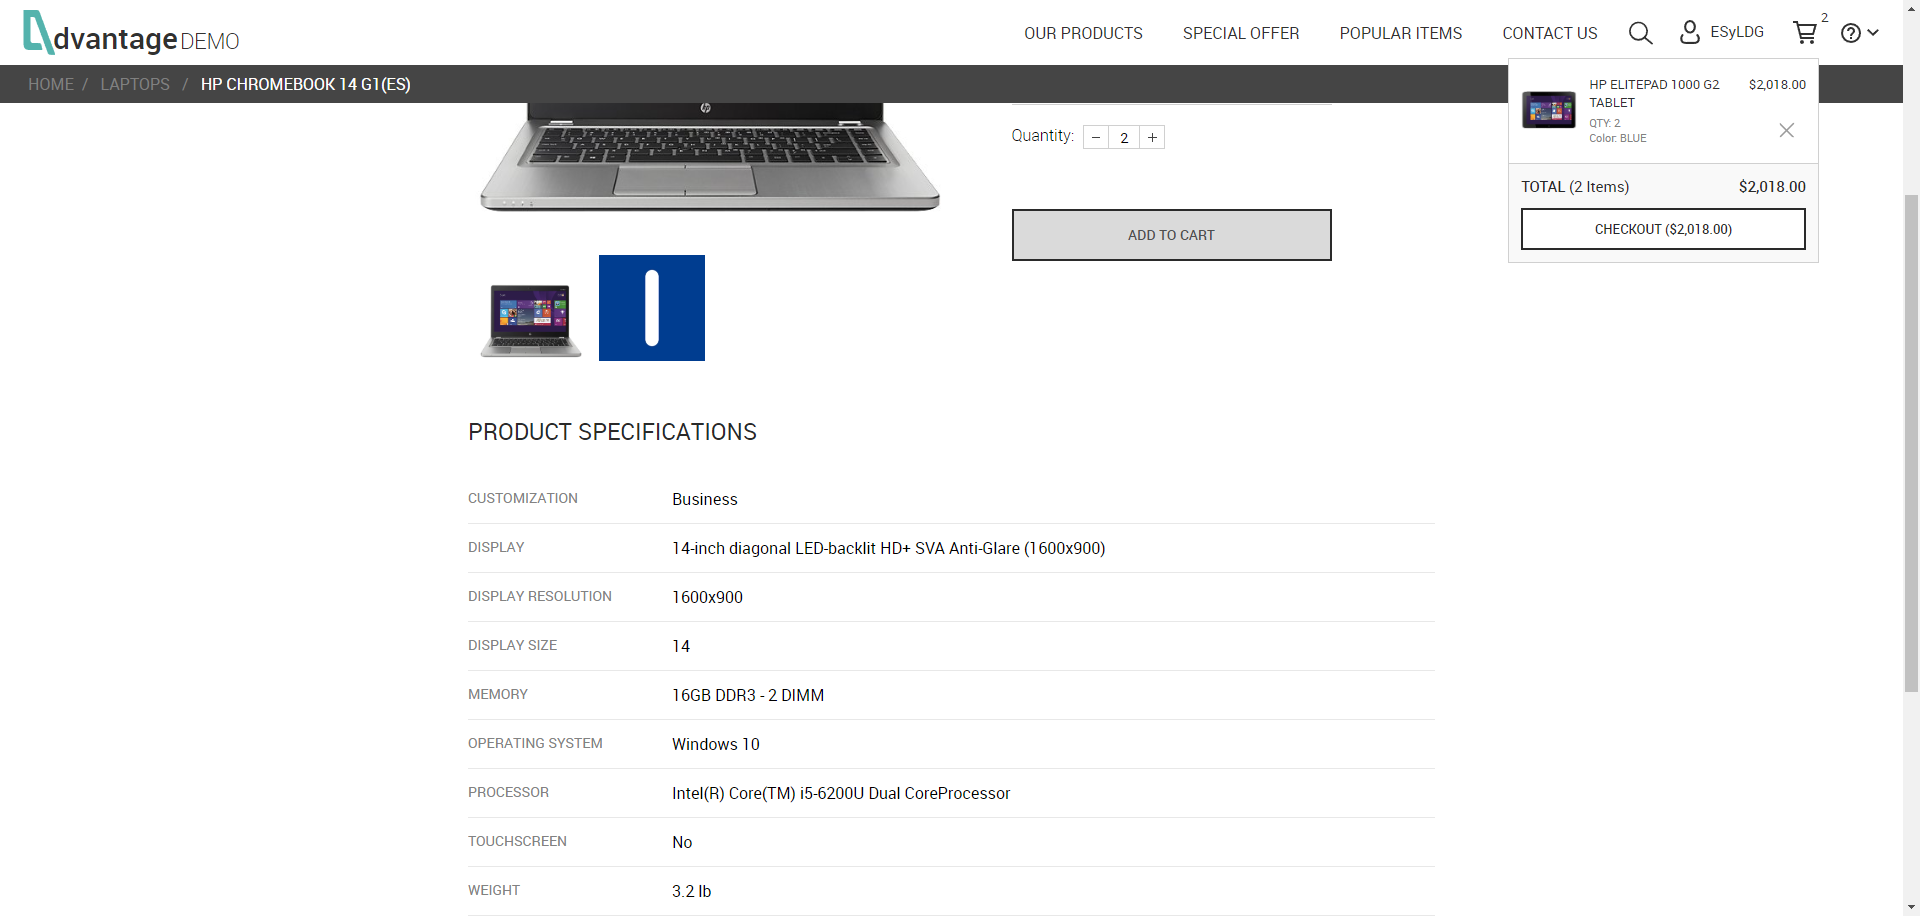 dvantage DEMO
OUR PRODUCTS
SPECIAL OFFER
POPULAR ITEMS
CONTACT US
ESyLDG
2
HOME / LAPTOPS / HP CHROMEBOOK 14 G1(ES)
HP ELITEPAD 1000 G2 $2,018.00
TABLET
QTY: 2
Color: BLUE
TOTAL (2 Items) $2,018.00
CHECKOUT ($2,018.00)
hp
Quantity: − 2 +
ADD TO CART
PRODUCT SPECIFICATIONS
CUSTOMIZATION Business
DISPLAY 14-inch diagonal LED-backlit HD+ SVA Anti-Glare (1600x900)
DISPLAY RESOLUTION 1600x900
DISPLAY SIZE 14
MEMORY 16GB DDR3 - 2 DIMM
OPERATING SYSTEM Windows 10
PROCESSOR Intel(R) Core(TM) i5-6200U Dual CoreProcessor
TOUCHSCREEN No
WEIGHT 3.2 lb